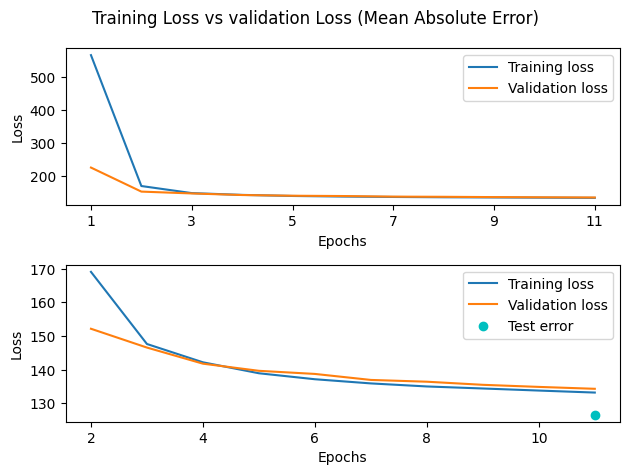 Training Loss vs validation Loss (Mean Absolute Error)
500
400
300
200
Loss
Training loss
Validation loss
1 3 5 7 9 11
Epochs
170
160
150
140
130
Loss
Training loss
Validation loss
Test error
2 4 6 8 10
Epochs